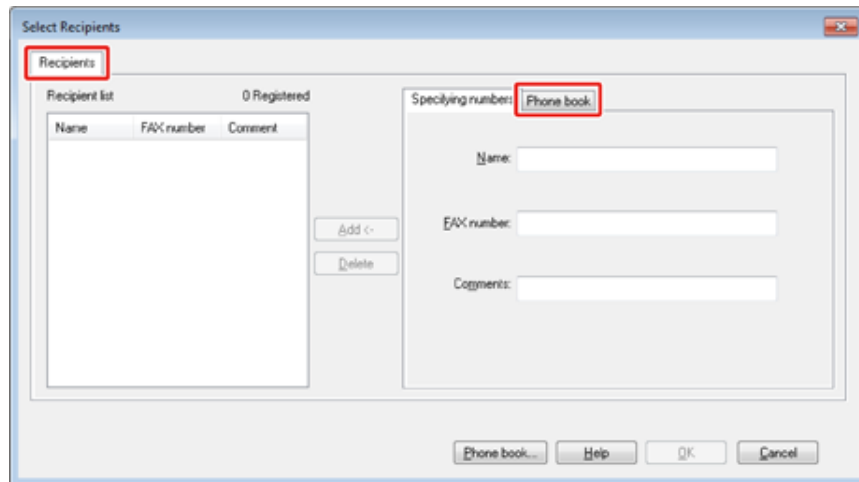 Select Recipients
Recipients
Recipient list 0 Registered
Name FAX number Comment
Add <-
Delete
Specifying numbers Phone book
Name:
FAX number:
Comments:
Phone book... Help OK Cancel